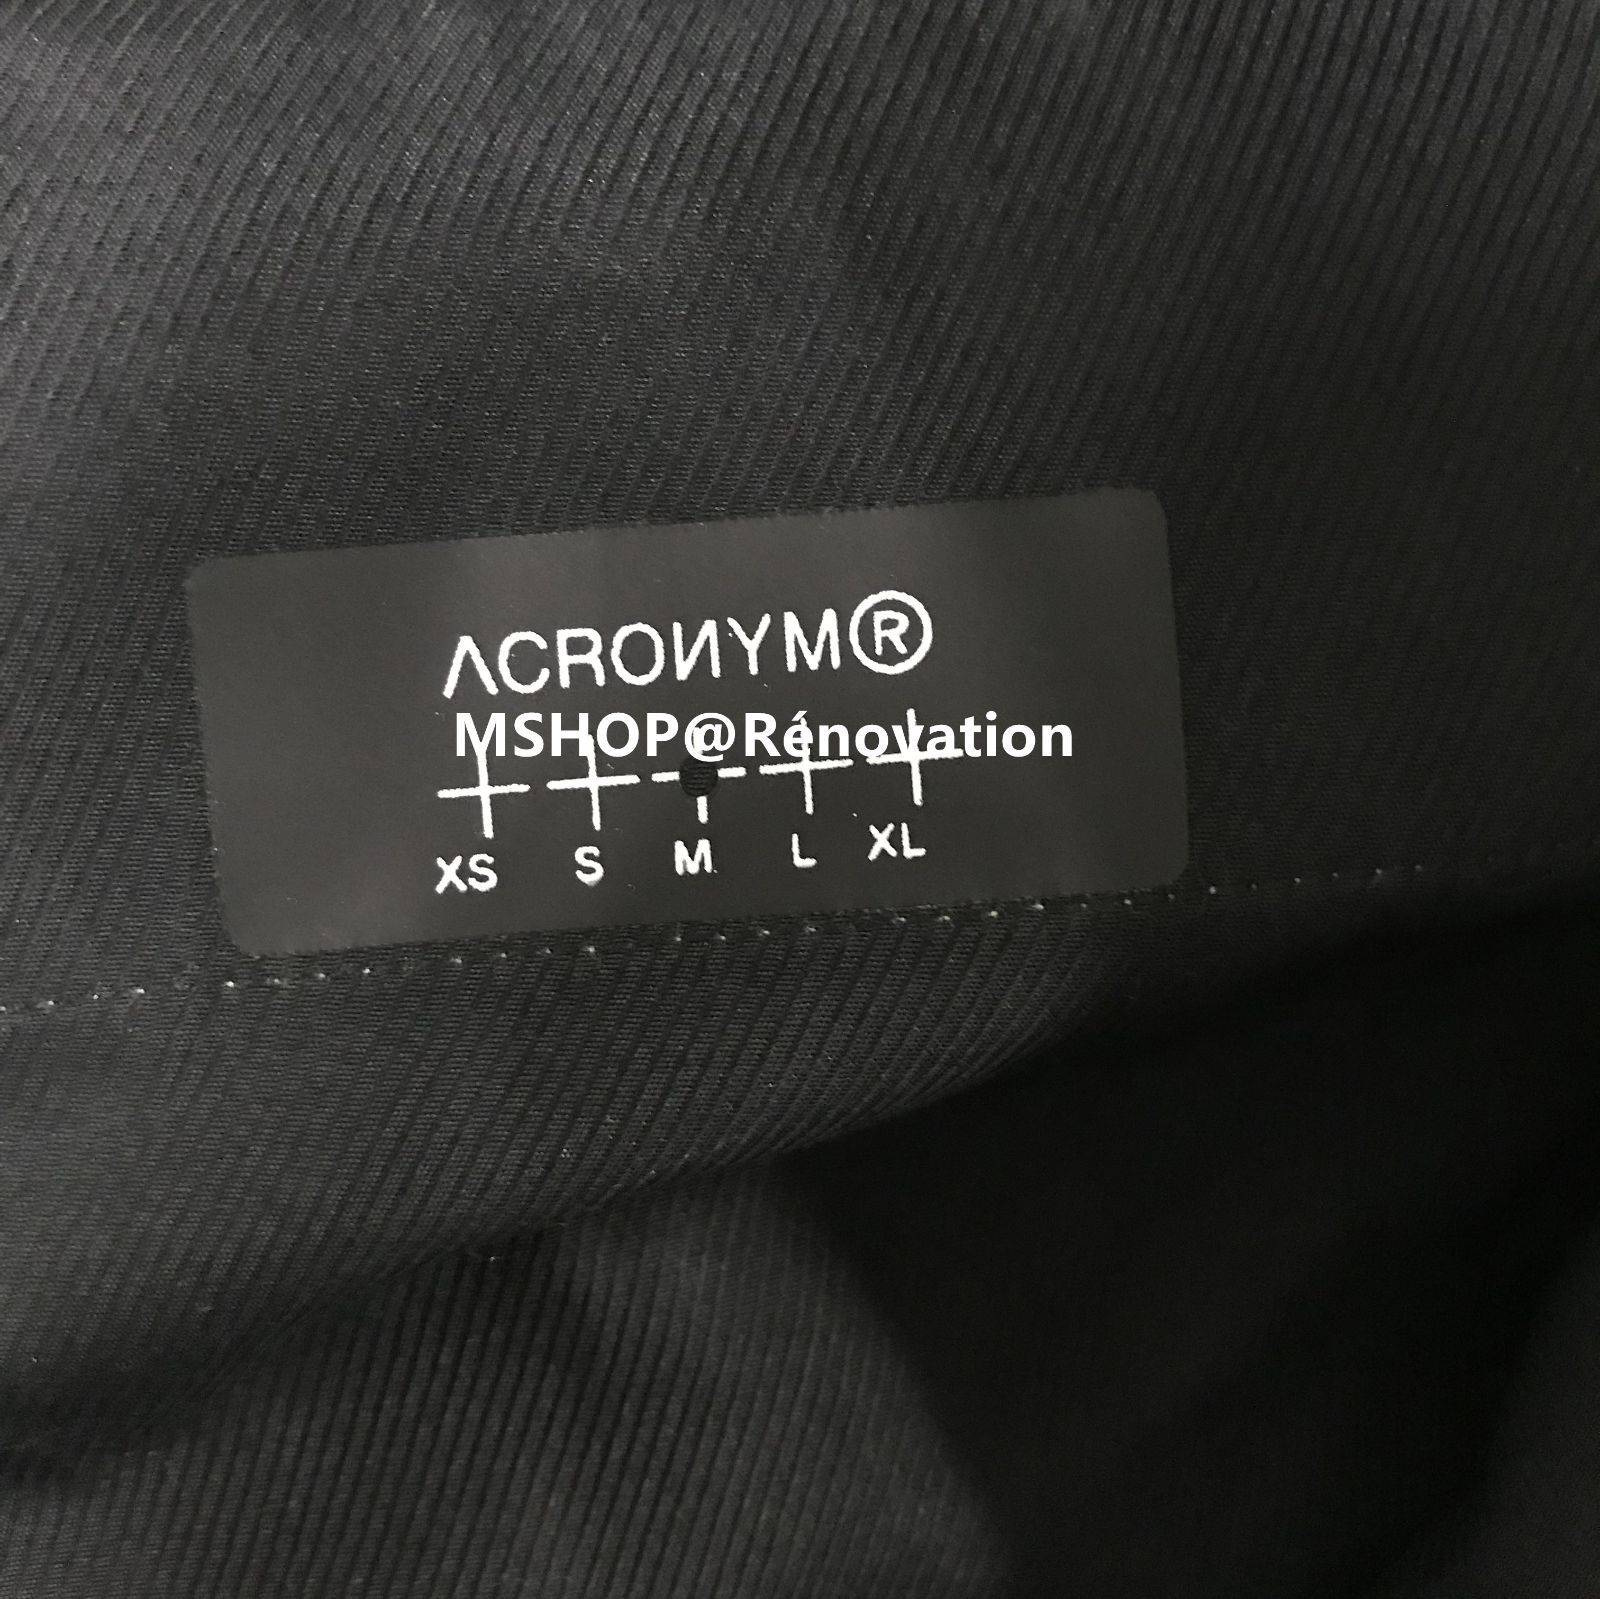 ACRONYM®
MSHOP@Rénovation
XS S M L XL